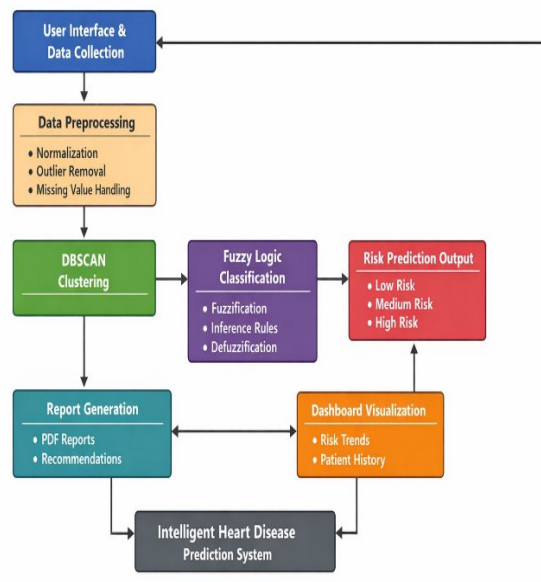 User Interface &
Data Collection
Data Preprocessing
• Normalization
• Outlier Removal
• Missing Value Handling
DBSCAN
Clustering
Fuzzy Logic
Classification
• Fuzzification
• Inference Rules
• Defuzzification
Risk Prediction Output
• Low Risk
• Medium Risk
• High Risk
Report Generation
• PDF Reports
• Recommendations
Dashboard Visualization
• Risk Trends
• Patient History
Intelligent Heart Disease
Prediction System